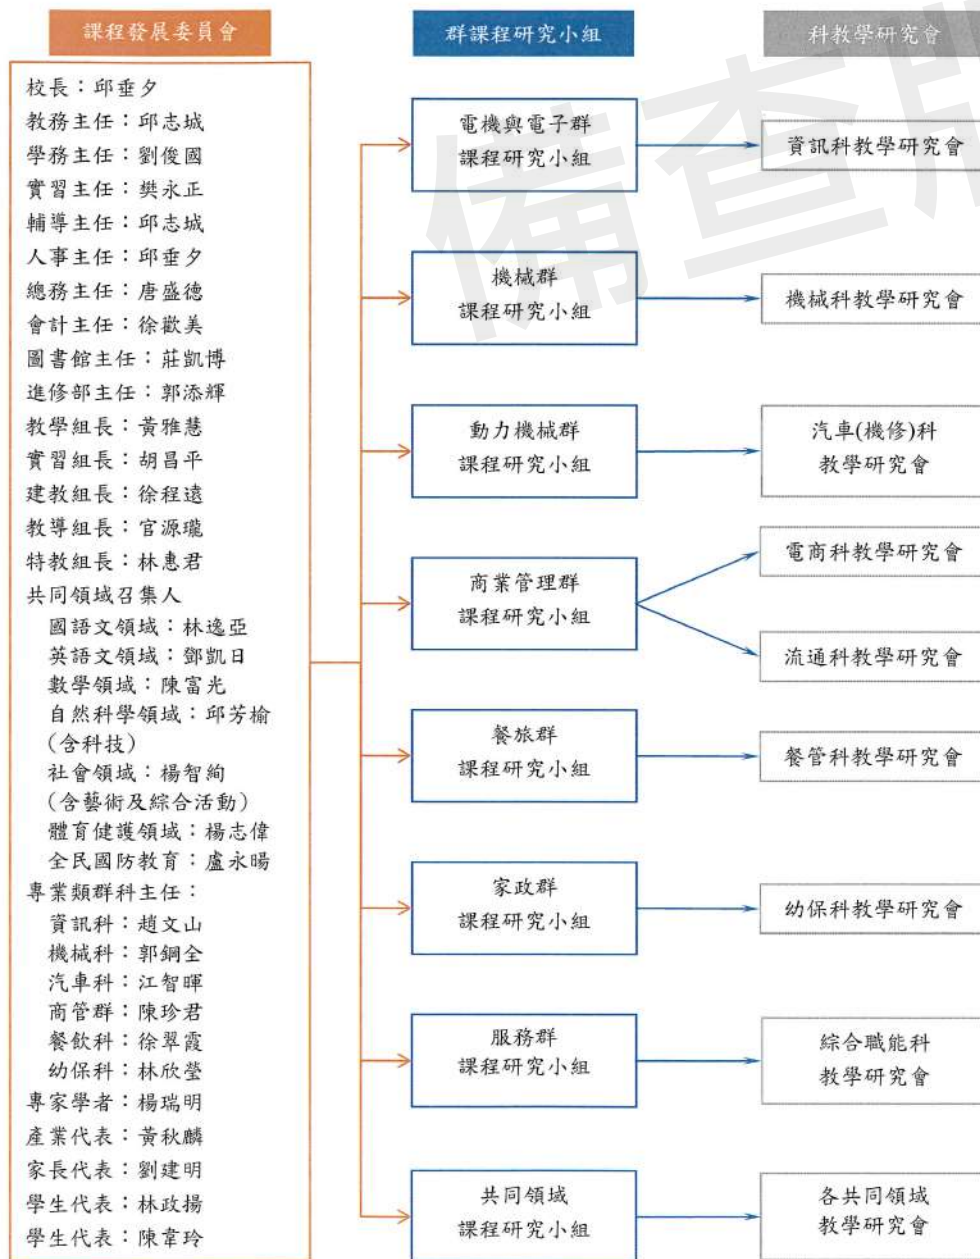 課程發展委員會
校長：邱垂夕
教務主任：邱志城
學務主任：劉俊國
實習主任：樊永正
輔導主任：邱志城
人事主任：邱垂夕
總務主任：唐盛德
會計主任：徐歡美
圖書館主任：莊凱博
進修部主任：郭添輝
教學組長：黃雅慧
實習組長：胡昌平
建教組長：徐程遠
教導組長：官源瓏
特教組長：林惠君
共同領域召集人
國語文領域：林逸亞
英語文領域：鄧凱日
數學領域：陳富光
自然科學領域：邱芳榆
(含科技)
社會領域：楊智絢
(含藝術及綜合活動)
體育健護領域：楊志偉
全民國防教育：盧永暘
專業類群科主任：
資訊科：趙文山
機械科：郭鋼全
汽車科：江智暉
商管群：陳珍君
餐飲科：徐翠霞
幼保科：林欣瑩
專家學者：楊瑞明
產業代表：黃秋麟
家長代表：劉建明
學生代表：林政揚
學生代表：陳韋玲
群課程研究小組
電機與電子群
課程研究小組
機械群
課程研究小組
動力機械群
課程研究小組
商業管理群
課程研究小組
餐旅群
課程研究小組
家政群
課程研究小組
服務群
課程研究小組
共同領域
課程研究小組
科教學研究會
資訊科教學研究會
機械科教學研究會
汽車(機修)科
教學研究會
電商科教學研究會
流通科教學研究會
餐管科教學研究會
幼保科教學研究會
綜合職能科
教學研究會
各共同領域
教學研究會
備查